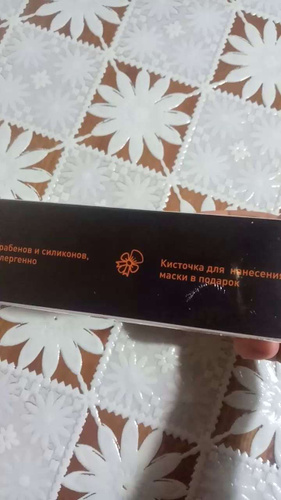 рабенов и силиконов,
лергенно
Кисточка для нанесения
маски в подарок